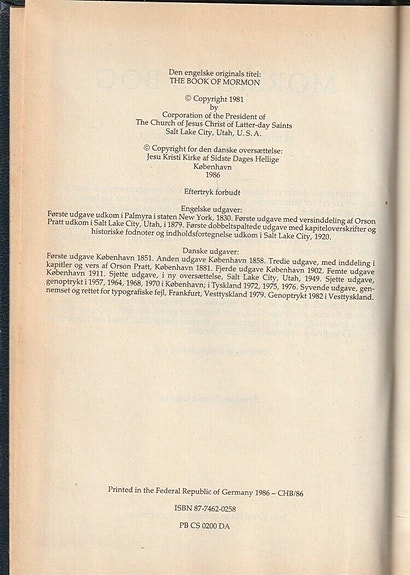 Den engelske originals titel:
THE BOOK OF MORMON
© Copyright 1981
by
Corporation of the President of
The Church of Jesus Christ of Latter-day Saints
Salt Lake City, Utah, U. S. A.
© Copyright for den danske oversættelse:
Jesu Kristi Kirke af Sidste Dages Hellige
København
1986
Eftertryk forbudt
Engelske udgaver:
Første udgave udkom i Palmyra i staten New York, 1830. Første udgave med versinddeling af Orson
Pratt udkom i Salt Lake City, Utah, i 1879. Første dobbeltspaltede udgave med kapiteloverskrifter og
historiske fodnoter og indholdsfortegnelse udkom i Salt Lake City, 1920.
Danske udgaver:
Første udgave København 1851. Anden udgave København 1858. Tredie udgave, med inddeling i
kapitler og vers af Orson Pratt, København 1881. Fjerde udgave København 1902. Femte udgave
København 1911. Sjette udgave, i ny oversættelse, Salt Lake City, Utah, 1949. Sjette udgave,
genoptrykt i 1957, 1964, 1968, 1970 i København; i Tyskland 1972, 1975, 1976. Syvende udgave, gen-
nemset og rettet for typografiske fejl, Frankfurt, Vesttyskland 1979. Genoptrykt 1982 i Vesttyskland.
Printed in the Federal Republic of Germany 1986 – CHB/86
ISBN 87-7462-0258
PB CS 0200 DA